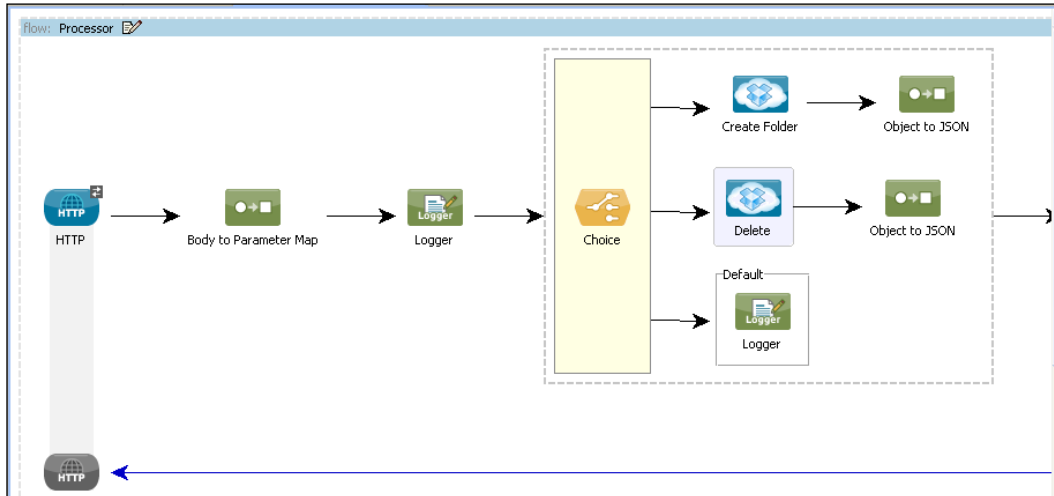 flow: Processor
Create Folder
Object to JSON
HTTP
HTTP
Body to Parameter Map
Logger
Logger
Choice
Delete
Object to JSON
Default
Logger
Logger
HTTP